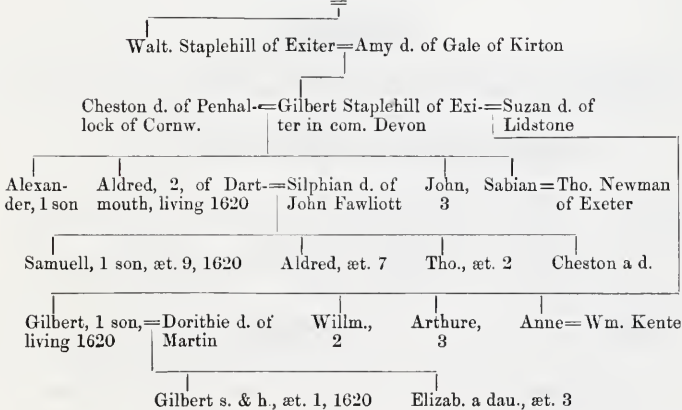 Walt. Staplehill of Exiter=Amy d. of Gale of Kirton
Cheston d. of Penhal-=Gilbert Staplehill of Exi-=Suzan d. of
lock of Cornw. ter in com. Devon Lidstone
Alexan- Aldred, 2, of Dart-=Silphian d. of John, Sabian=Tho. Newman
der, 1 son mouth, living 1620 John Fawliott 3 of Exeter
Samuell, 1 son, æt. 9, 1620 Aldred, æt. 7 Tho., æt. 2 Cheston a d.
Gilbert, 1 son,=Dorithie d. of Willm., Arthure, Anne=Wm. Kente
living 1620 Martin 2 3
Gilbert s. & h., æt. 1, 1620 Elizab. a dau., æt. 3